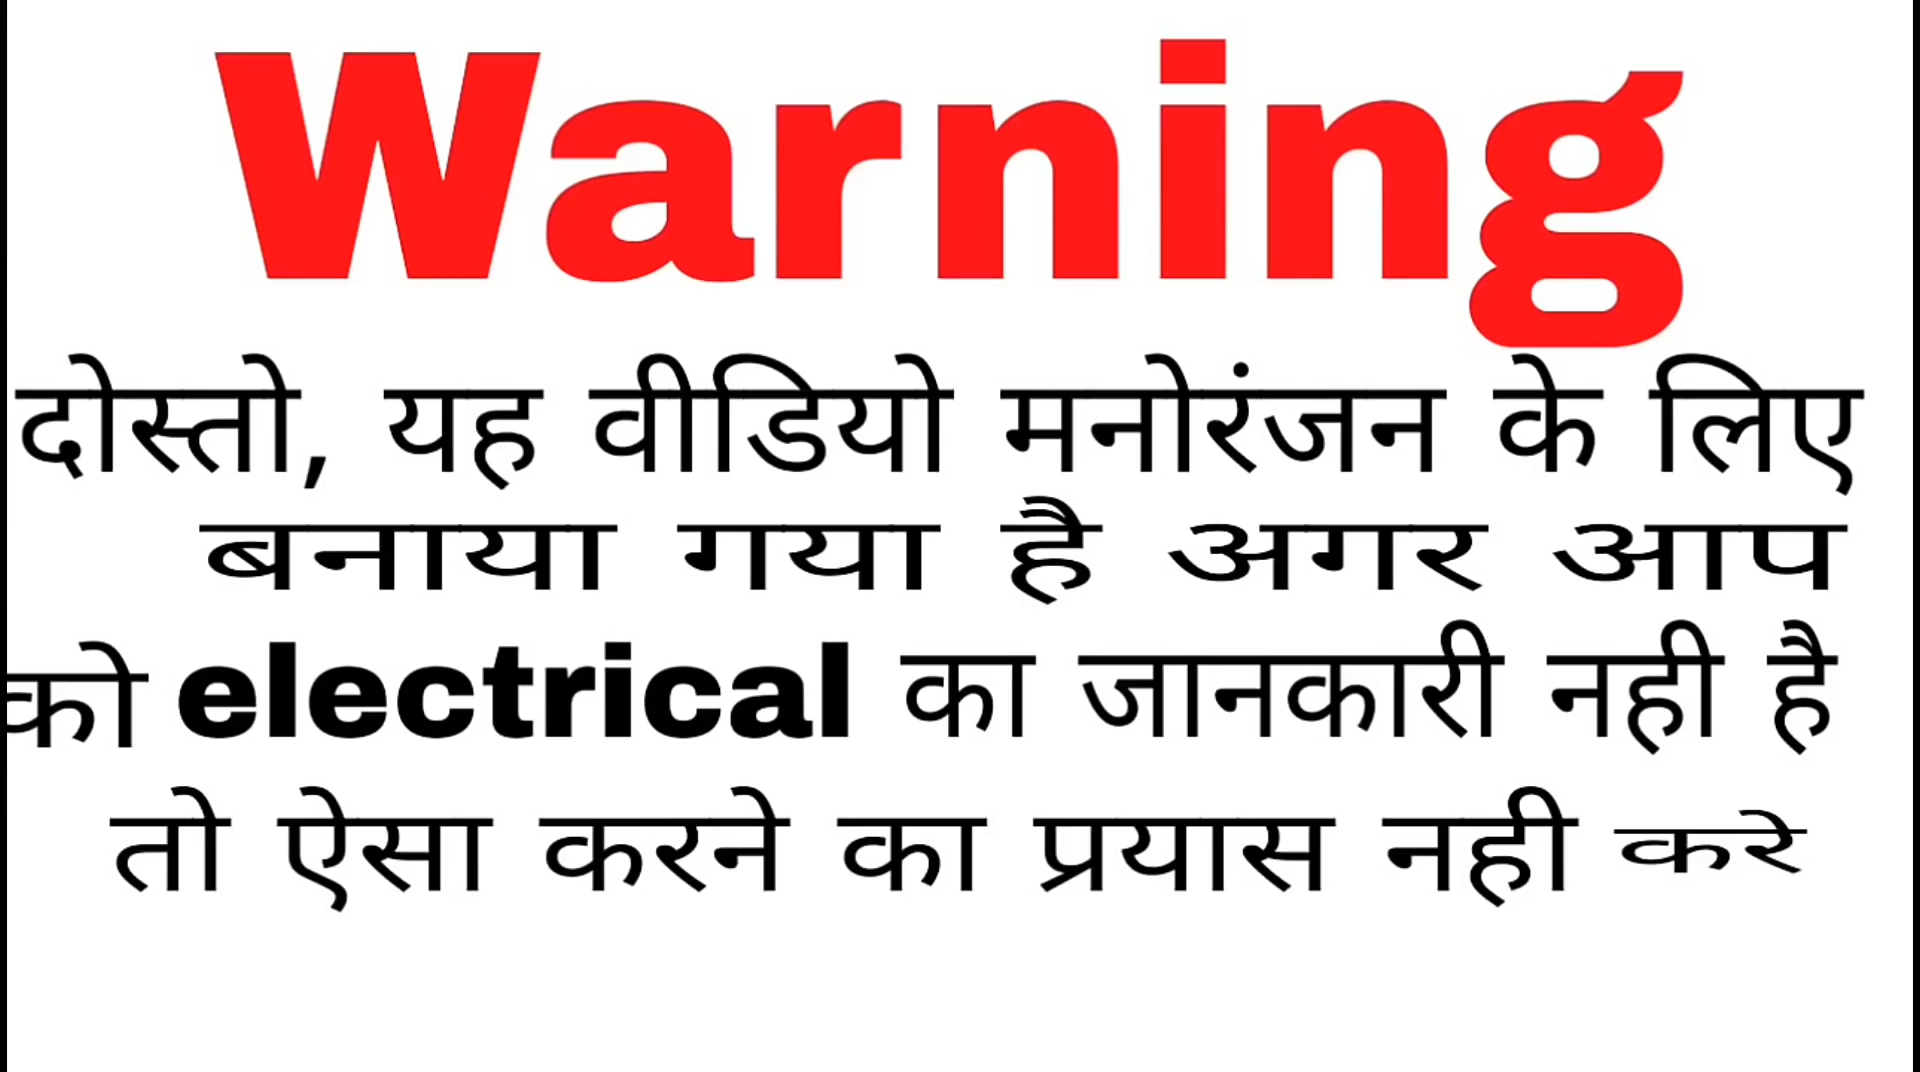 Warning
दोस्तो, यह वीडियो मनोरंजन के लिए
बनाया गया है अगर आप
को electrical का जानकारी नही है
तो ऐसा करने का प्रयास नही करे